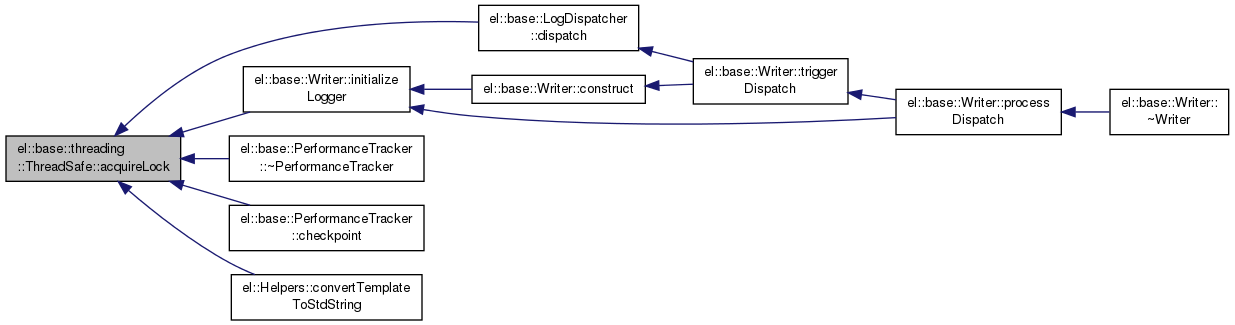 el::base::LogDispatcher
::dispatch
el::base::Writer::initialize
Logger
el::base::Writer::construct
el::base::Writer::trigger
Dispatch
el::base::Writer::process
Dispatch
el::base::Writer::
~Writer
el::base::threading
::ThreadSafe::acquireLock
el::base::PerformanceTracker
::~PerformanceTracker
el::base::PerformanceTracker
::checkpoint
el::Helpers::convertTemplate
ToStdString